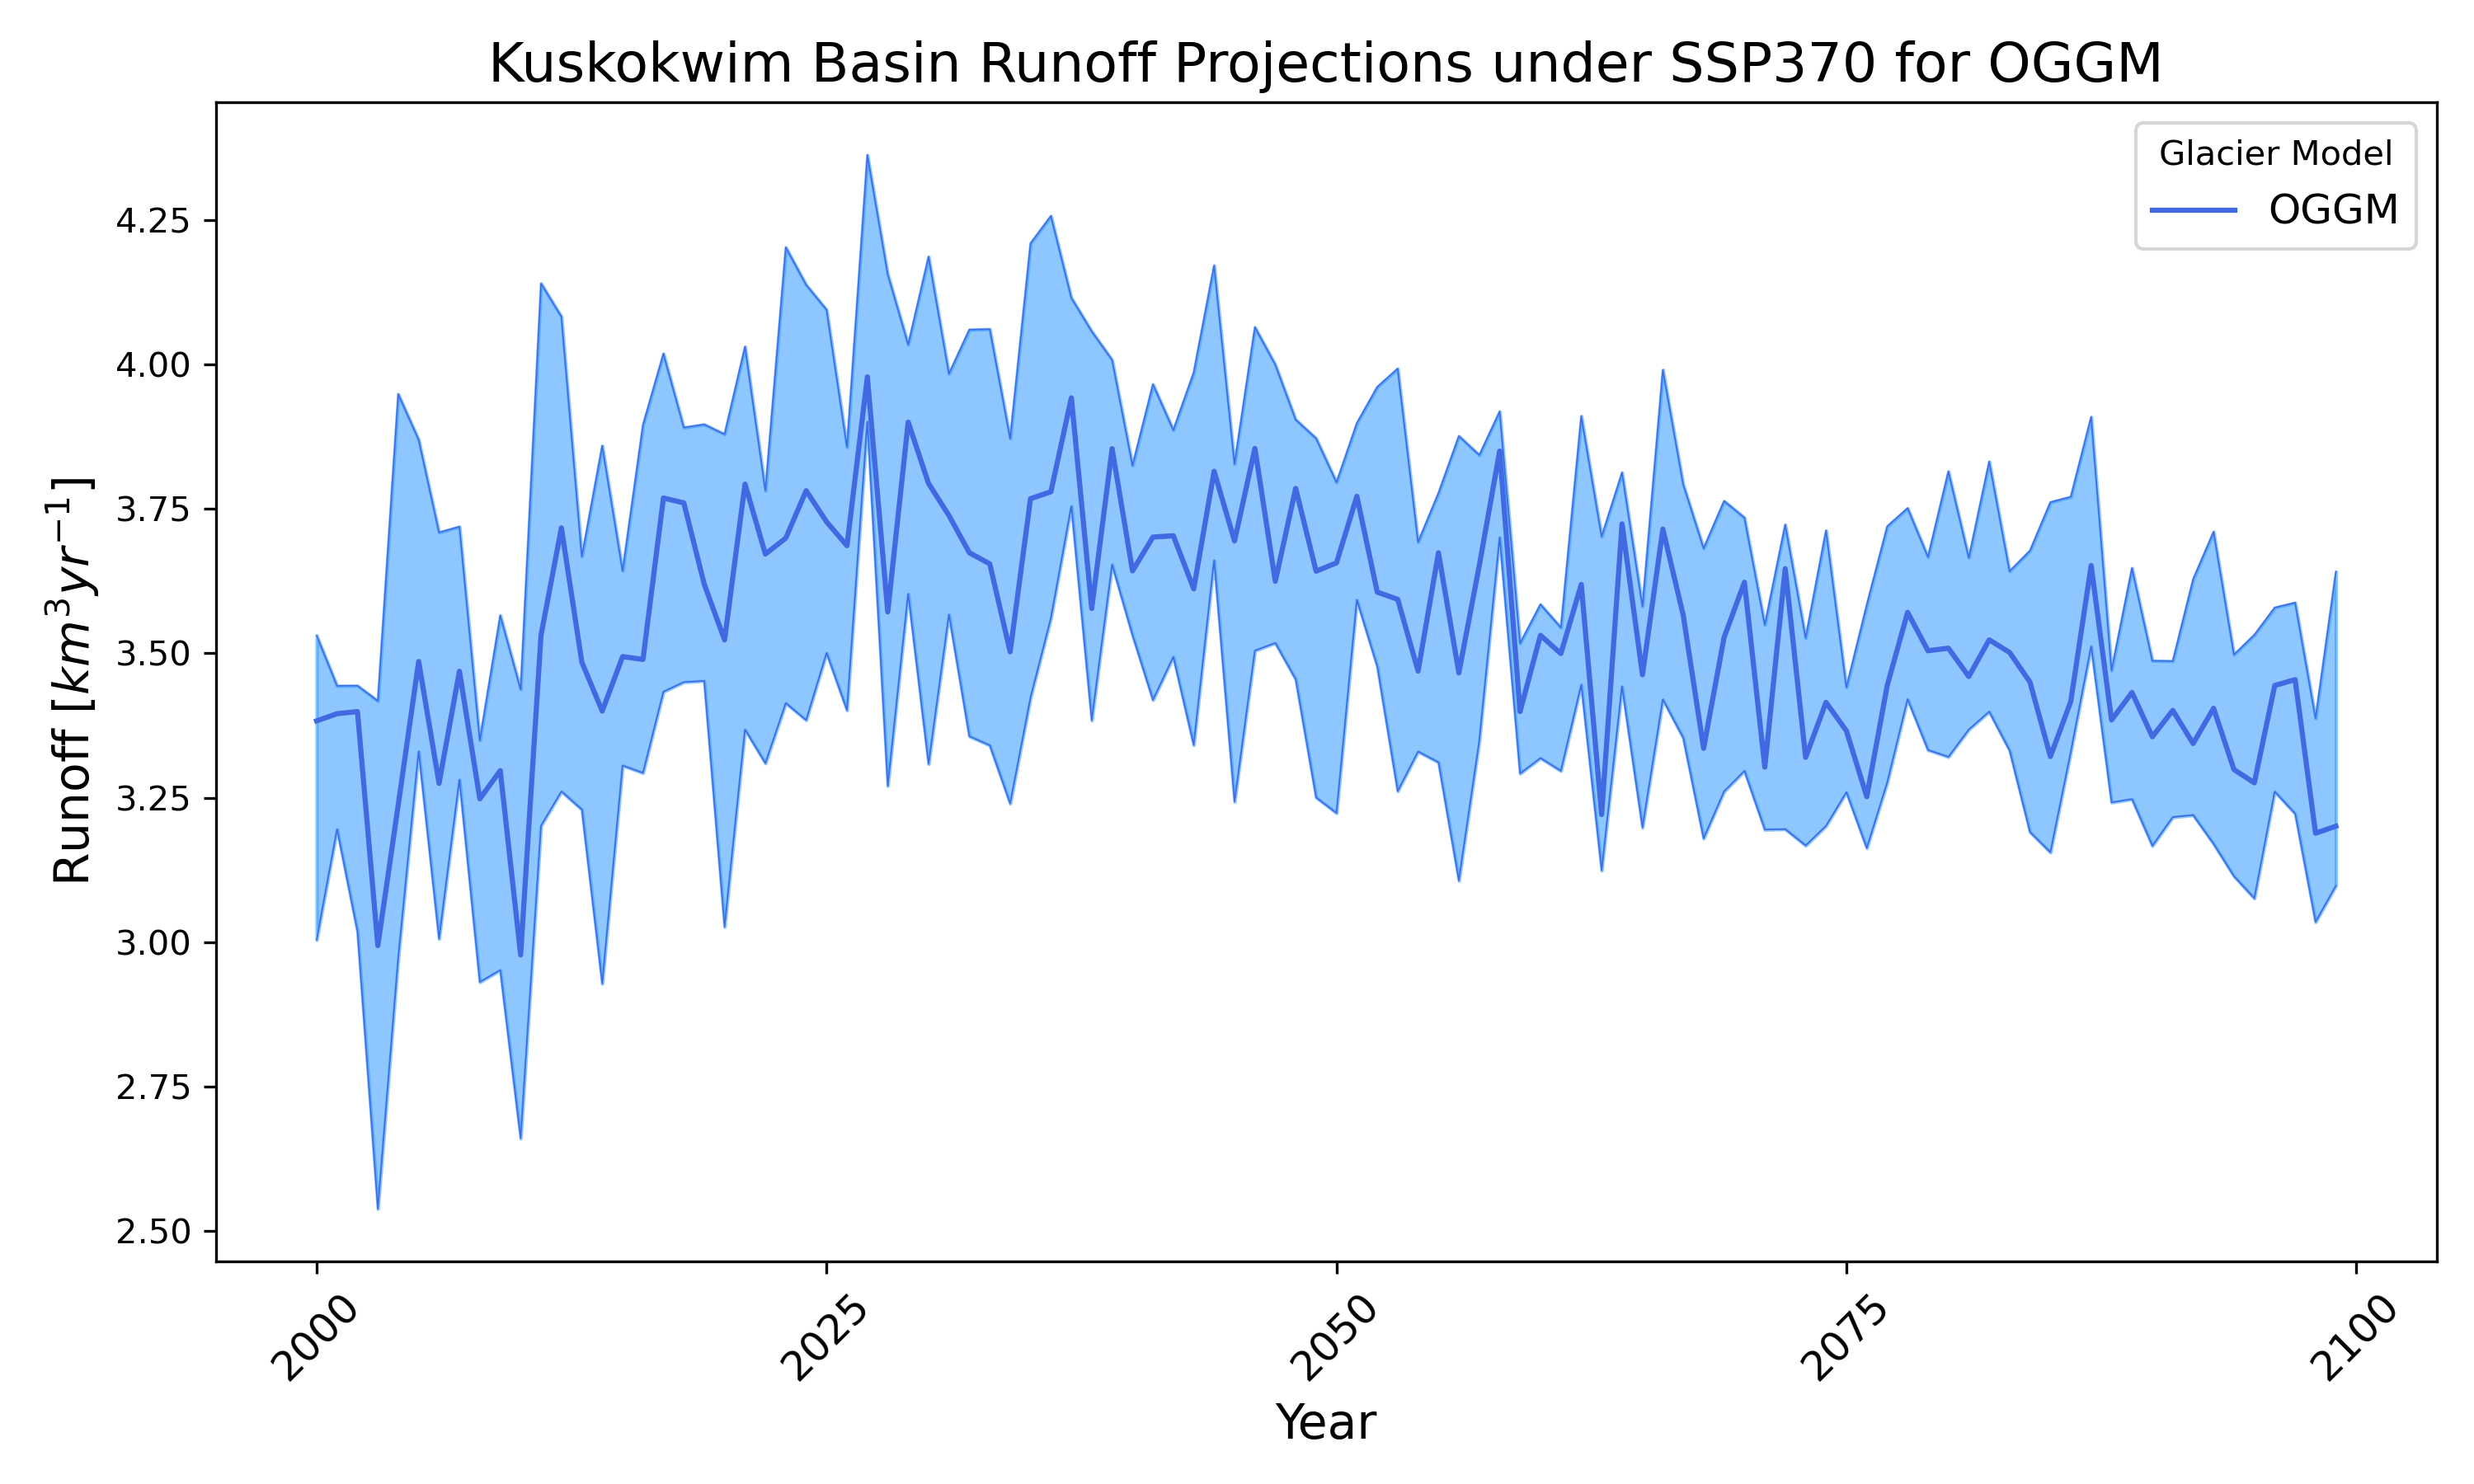 Kuskokwim Basin Runoff Projections under SSP370 for OGGM
Glacier Model
OGGM
Runoff [km³yr⁻¹]
4.25
4.00
3.75
3.50
3.25
3.00
2.75
2.50
2000
2025
2050
2075
2100
Year